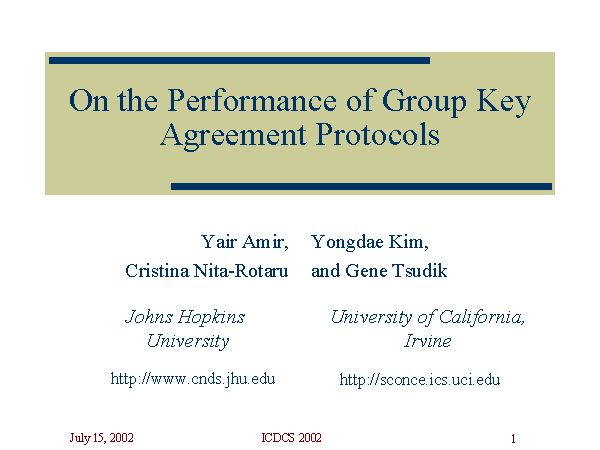 On the Performance of Group Key
Agreement Protocols
Yair Amir, Yongdae Kim,
Cristina Nita-Rotaru and Gene Tsudik
Johns Hopkins University of California,
University Irvine
http://www.cnds.jhu.edu http://sconce.ics.uci.edu
July 15, 2002 ICDCS 2002 1